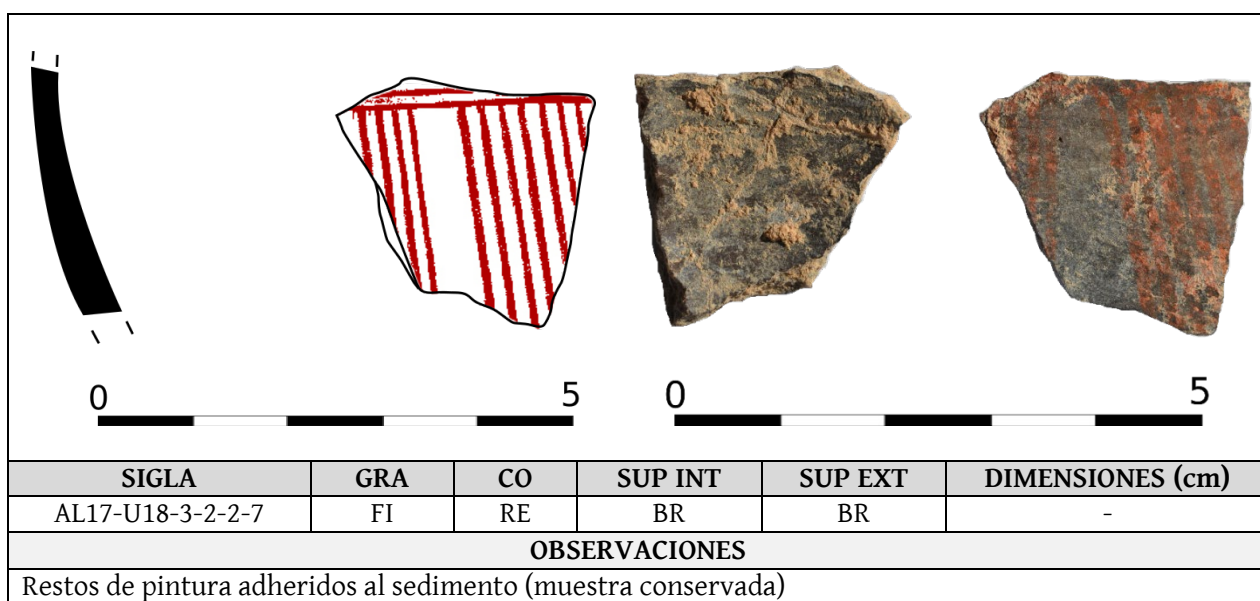 0 5 0 5
SIGLA GRA CO SUP INT SUP EXT DIMENSIONES (cm)
AL17-U18-3-2-2-7 FI RE BR BR -
OBSERVACIONES
Restos de pintura adheridos al sedimento (muestra conservada)